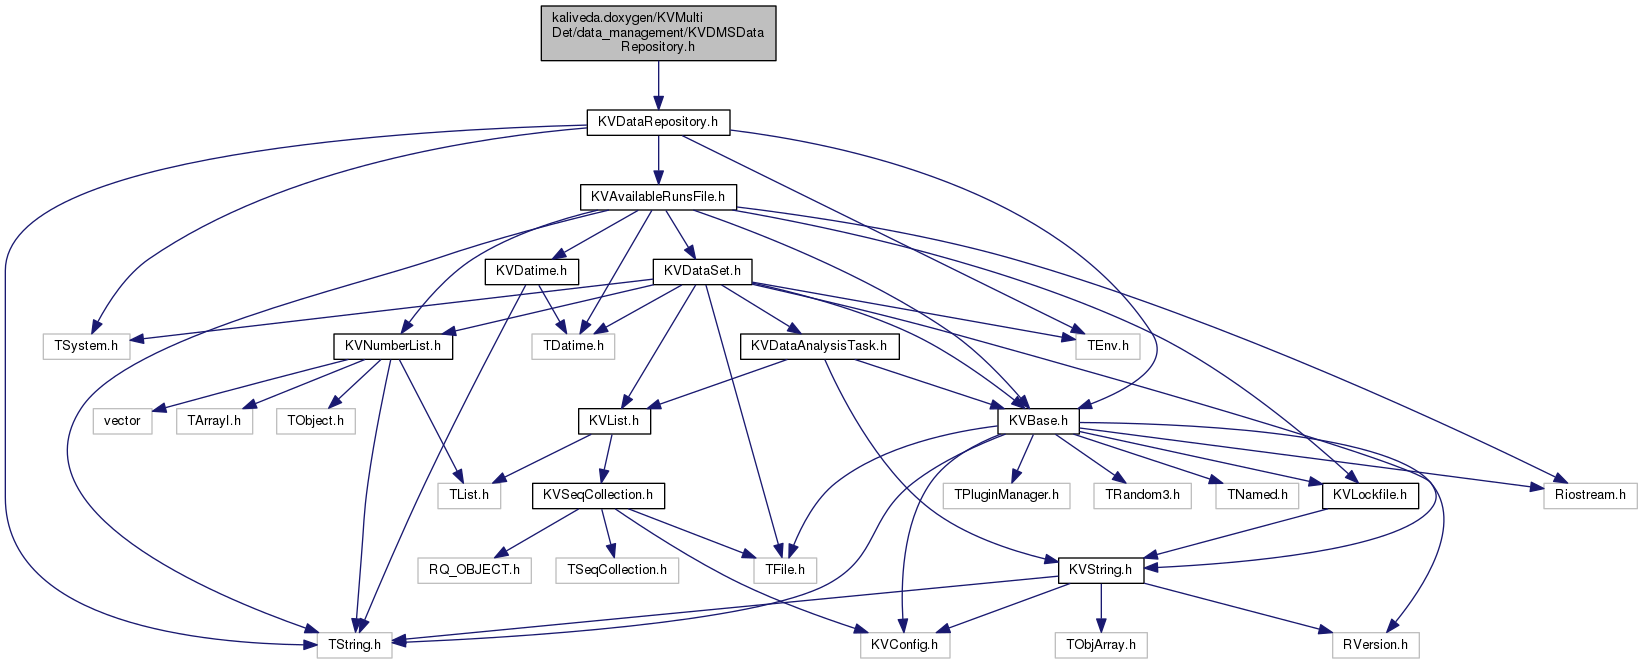 kaliveda.doxygen/KVMulti
Det/data_management/KVDMSData
Repository.h
KVDataRepository.h
KVAvailableRunsFile.h
KVDatime.h
KVDataSet.h
TSystem.h
KVNumberList.h
TDatime.h
KVDataAnalysisTask.h
TEnv.h
vector
TArrayI.h
TObject.h
KVList.h
KVBase.h
TList.h
KVSeqCollection.h
TPluginManager.h
TRandom3.h
TNamed.h
KVLockfile.h
Riostream.h
RQ_OBJECT.h
TSeqCollection.h
TFile.h
KVString.h
TString.h
KVConfig.h
TObjArray.h
RVersion.h